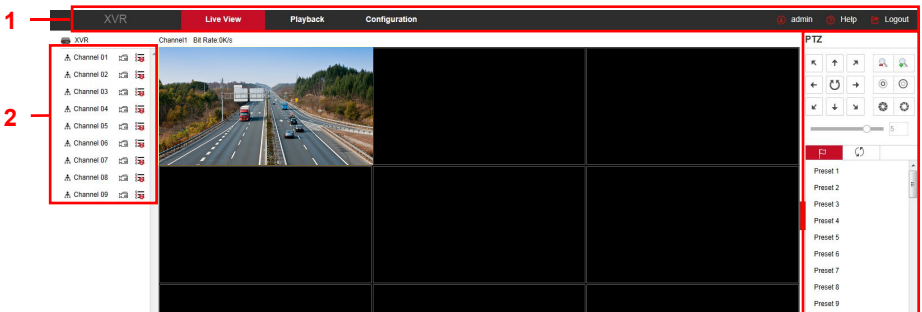 1
XVR Live View Playback Configuration admin Help Logout
XVR Channel1 Bit Rate:0K/s PTZ
2
Channel 01
Channel 02
Channel 03
Channel 04
Channel 05
Channel 06
Channel 07
Channel 08
Channel 09
5
Preset 1
Preset 2
Preset 3
Preset 4
Preset 5
Preset 6
Preset 7
Preset 8
Preset 9